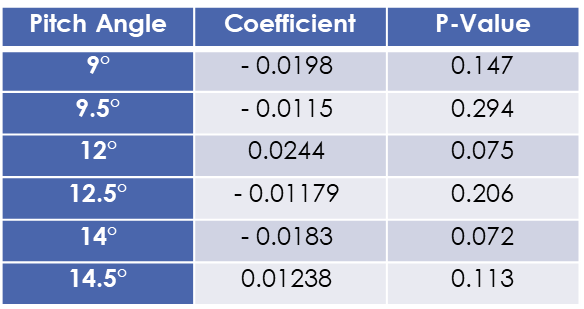 Pitch Angle Coefficient P-Value
9° - 0.0198 0.147
9.5° - 0.0115 0.294
12° 0.0244 0.075
12.5° - 0.01179 0.206
14° - 0.0183 0.072
14.5° 0.01238 0.113